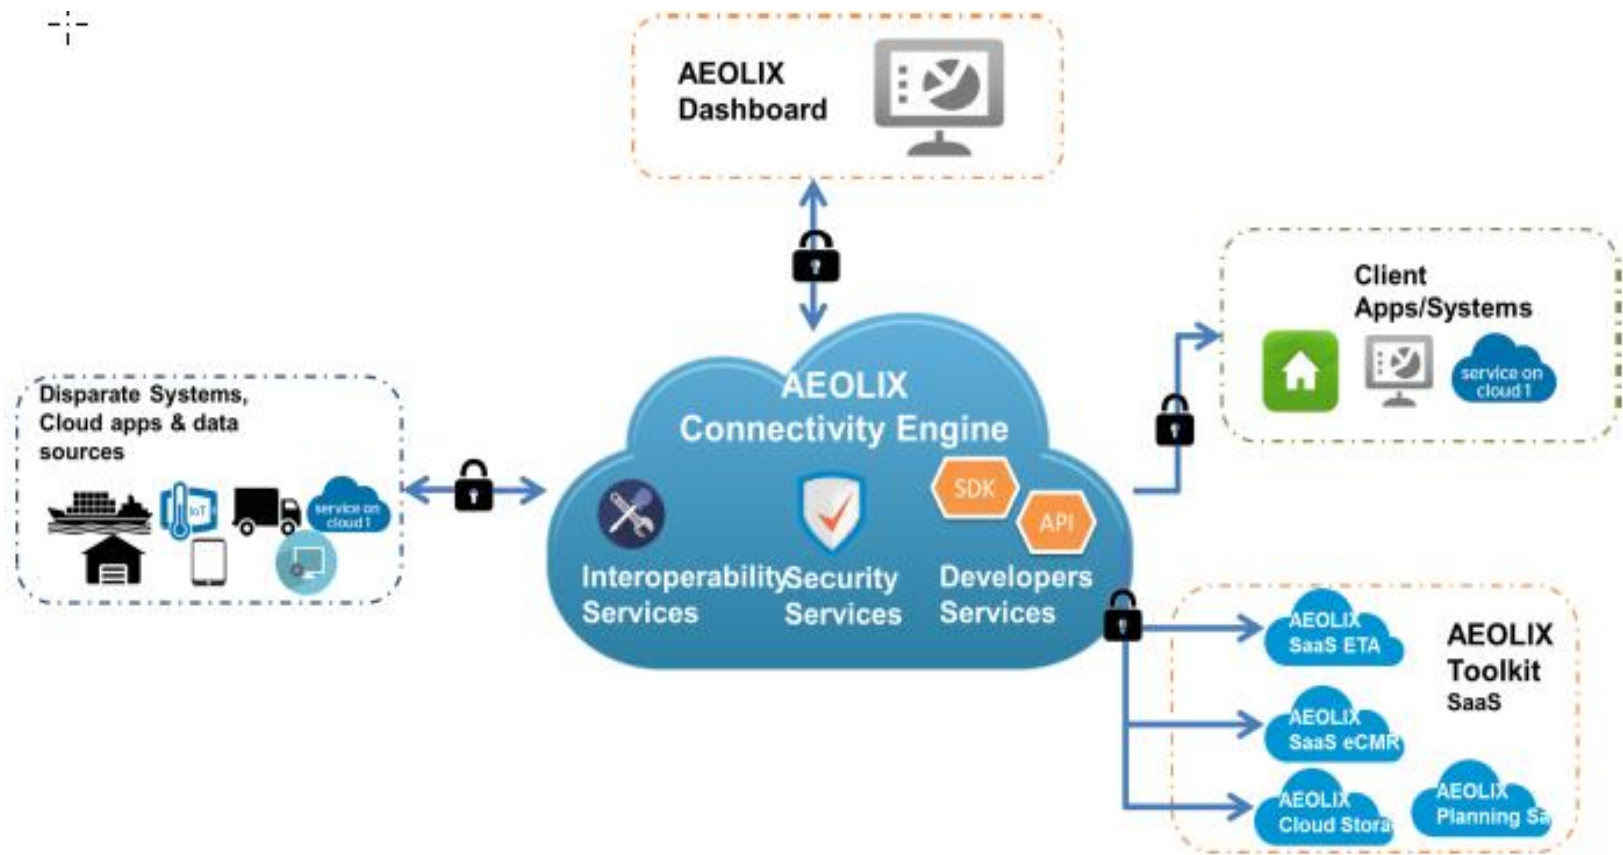 AEOLIX
Dashboard
Client
Apps/Systems
service on
cloud 1
Disparate Systems,
Cloud apps & data
sources
IoT
service on
cloud 1
AEOLIX
Connectivity Engine
SDK
API
Interoperability
Services
Security
Services
Developers
Services
AEOLIX
SaaS ETA
AEOLIX
Toolkit
SaaS
AEOLIX
SaaS eCMR
AEOLIX
Cloud Stora
AEOLIX
Planning Sa